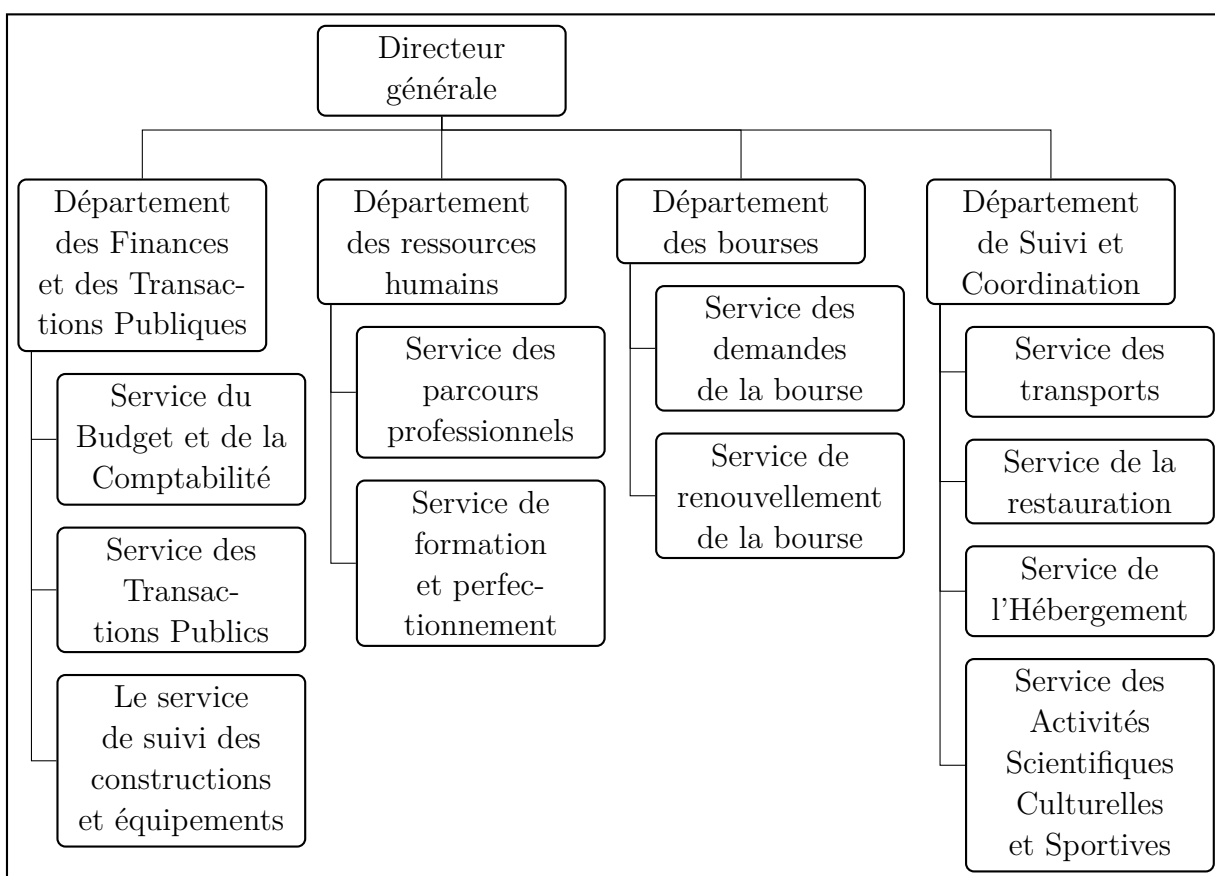 Directeur
générale
Département
des Finances
et des Transac-
tions Publiques
Service du
Budget et de la
Comptabilité
Service des
Transac-
tions Publics
Le service
de suivi des
constructions
et équipements
Département
des ressources
humains
Service des
parcours
professionnels
Service de
formation
et perfec-
tionnement
Département
des bourses
Service des
demandes
de la bourse
Service de
renouvellement
de la bourse
Département
de Suivi et
Coordination
Service des
transports
Service de la
restauration
Service de
l'Hébergement
Service des
Activités
Scientifiques
Culturelles
et Sportives